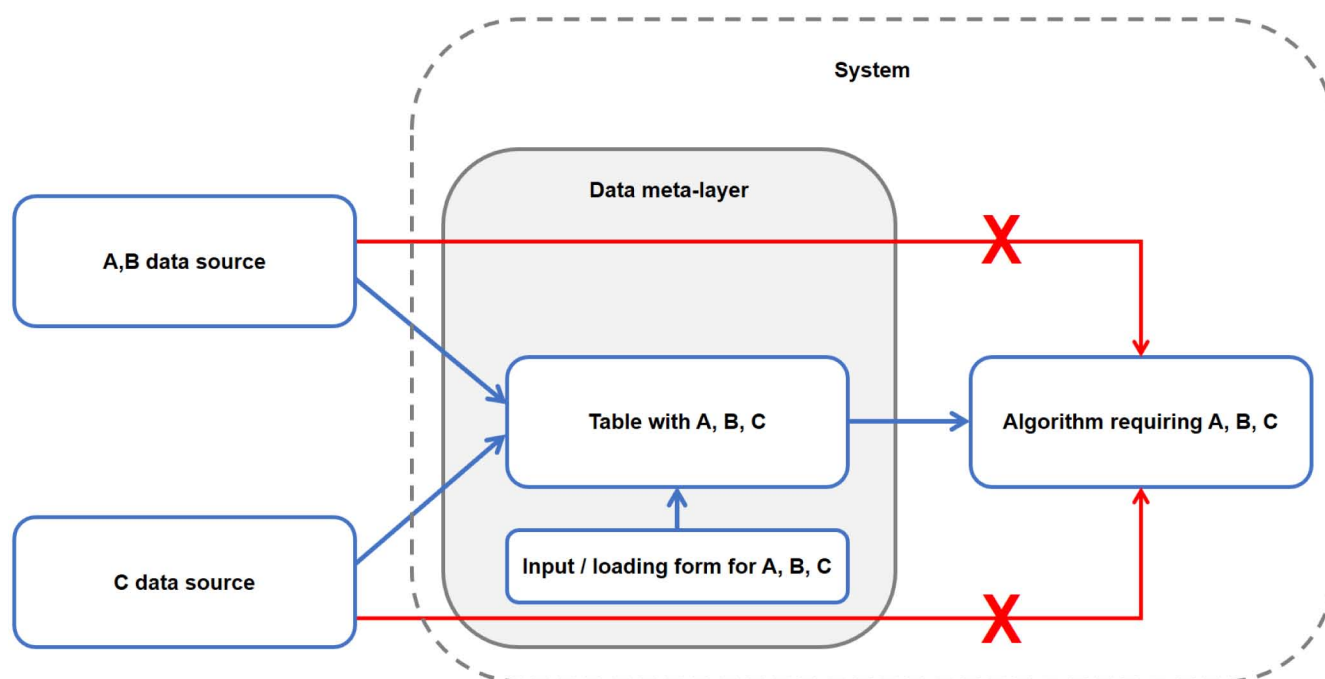 System
Data meta-layer
A,B data source
X
Table with A, B, C
Algorithm requiring A, B, C
Input / loading form for A, B, C
C data source
X